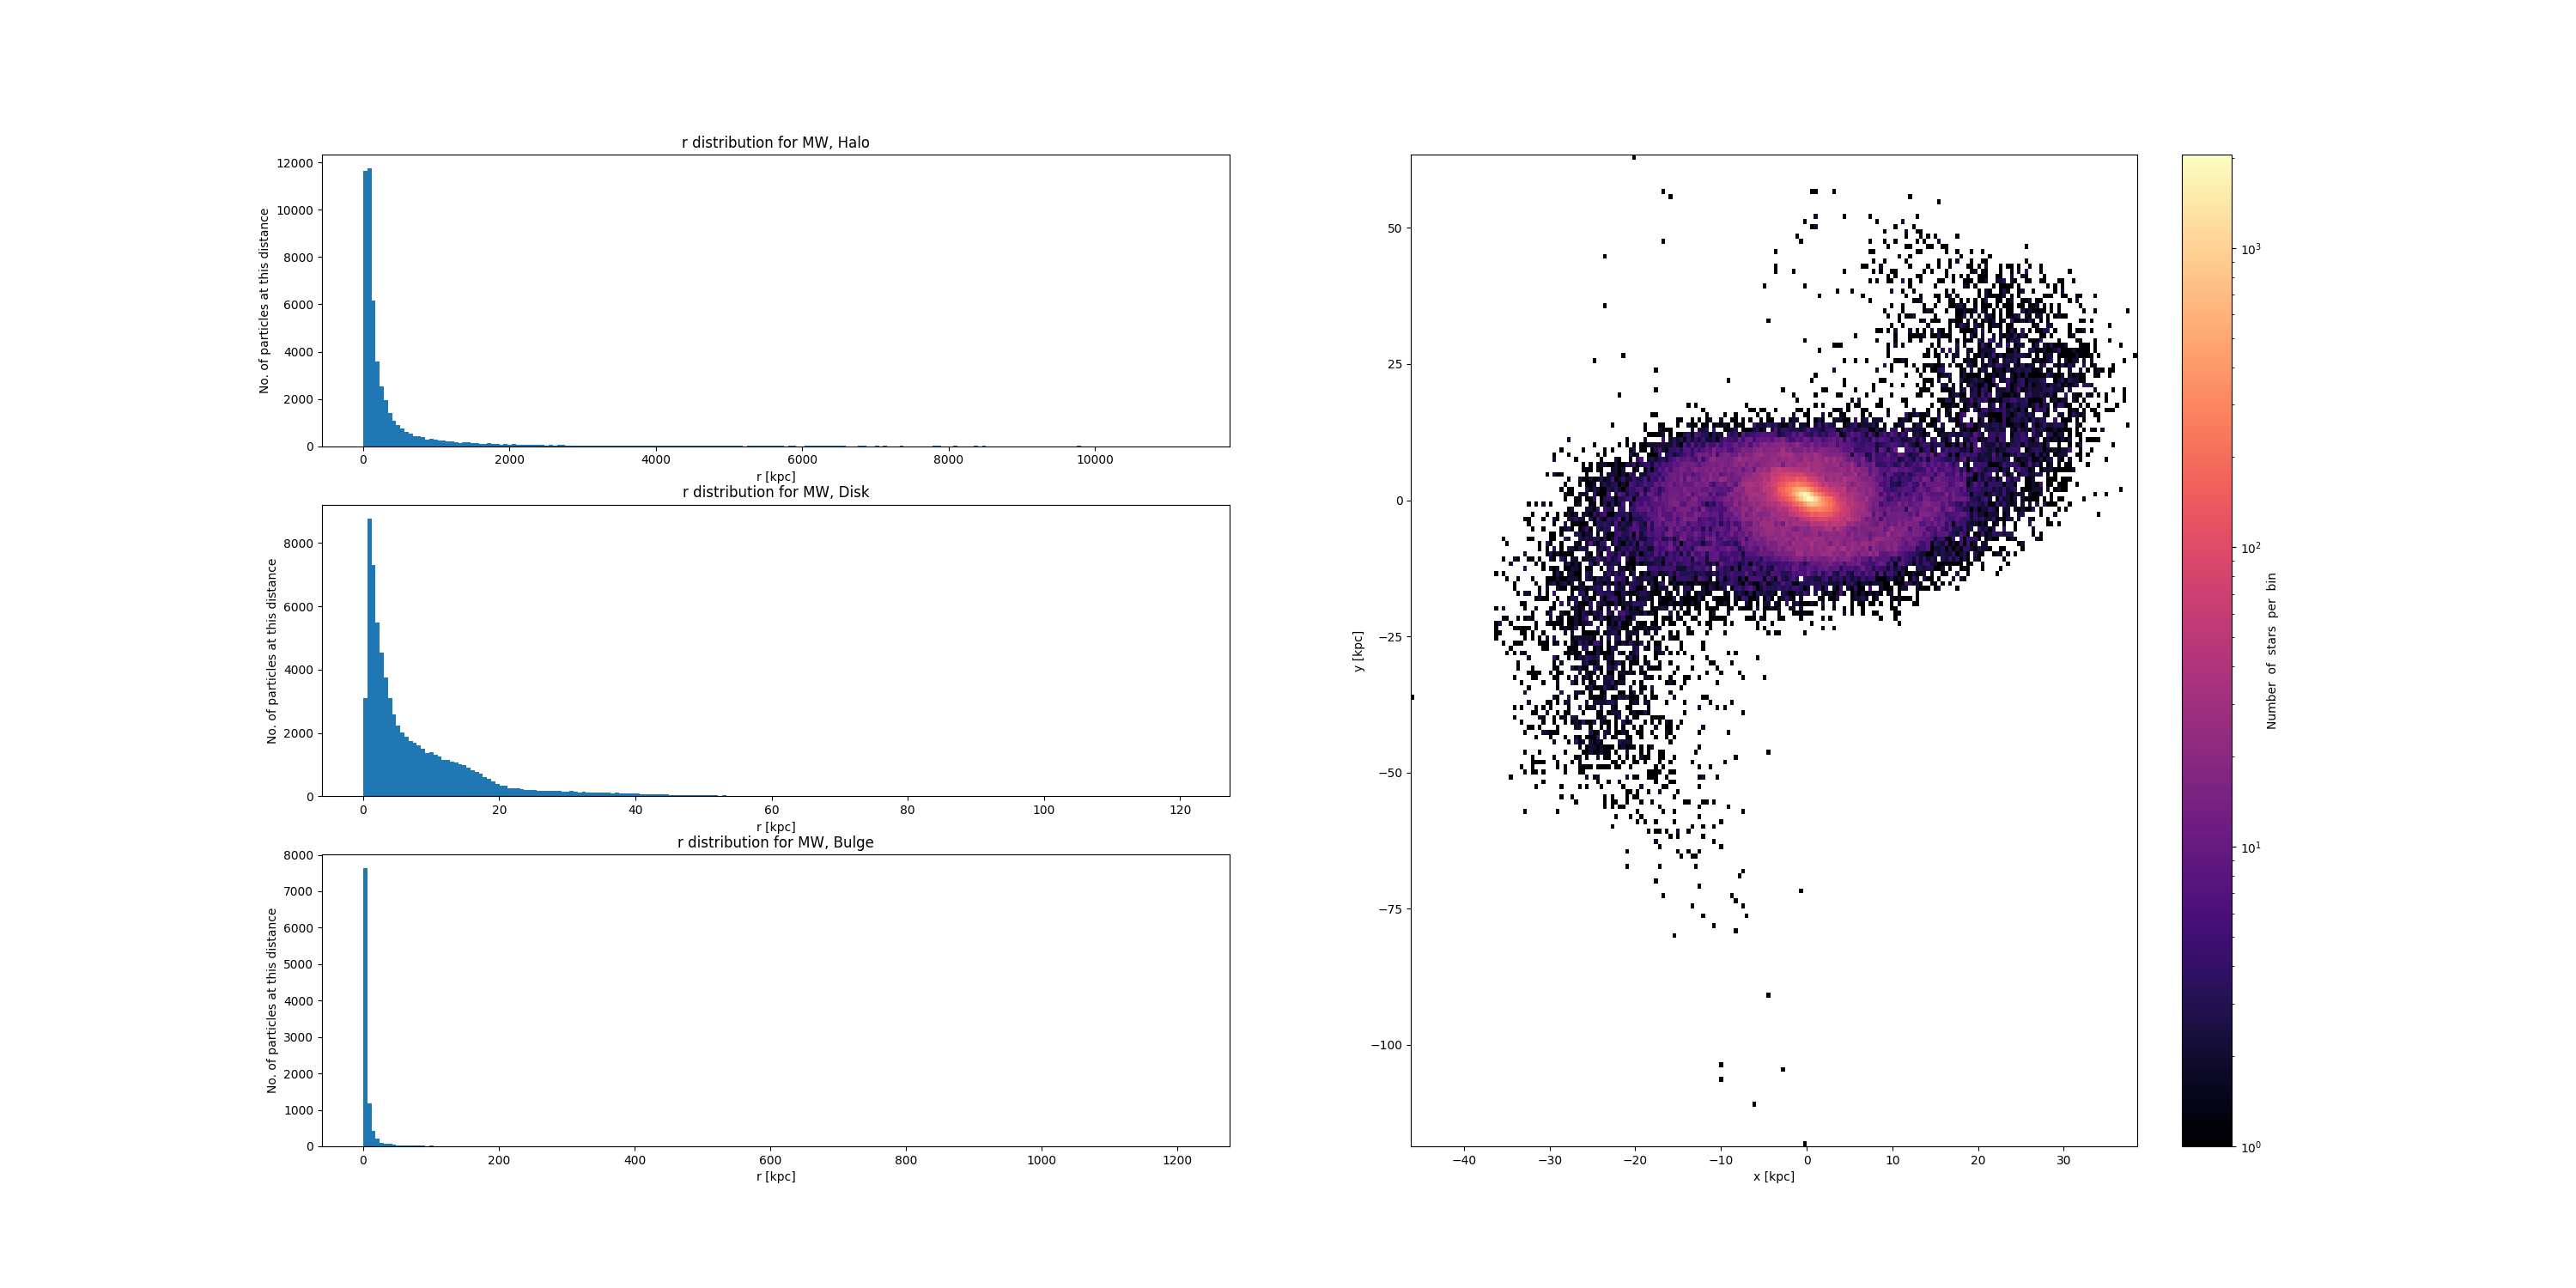 r distribution for MW, Halo
No. of particles at this distance
12000
10000
8000
6000
4000
2000
0
0 2000 4000 6000 8000 10000
r [kpc]
r distribution for MW, Disk
No. of particles at this distance
8000
6000
4000
2000
0
0 20 40 60 80 100 120
r [kpc]
r distribution for MW, Bulge
No. of particles at this distance
8000
7000
6000
5000
4000
3000
2000
1000
0
0 200 400 600 800 1000 1200
r [kpc]
y [kpc]
50
25
0
−25
−50
−75
−100
−40 −30 −20 −10 0 10 20 30
x [kpc]
10³
10²
10¹
10⁰
Number of stars per bin